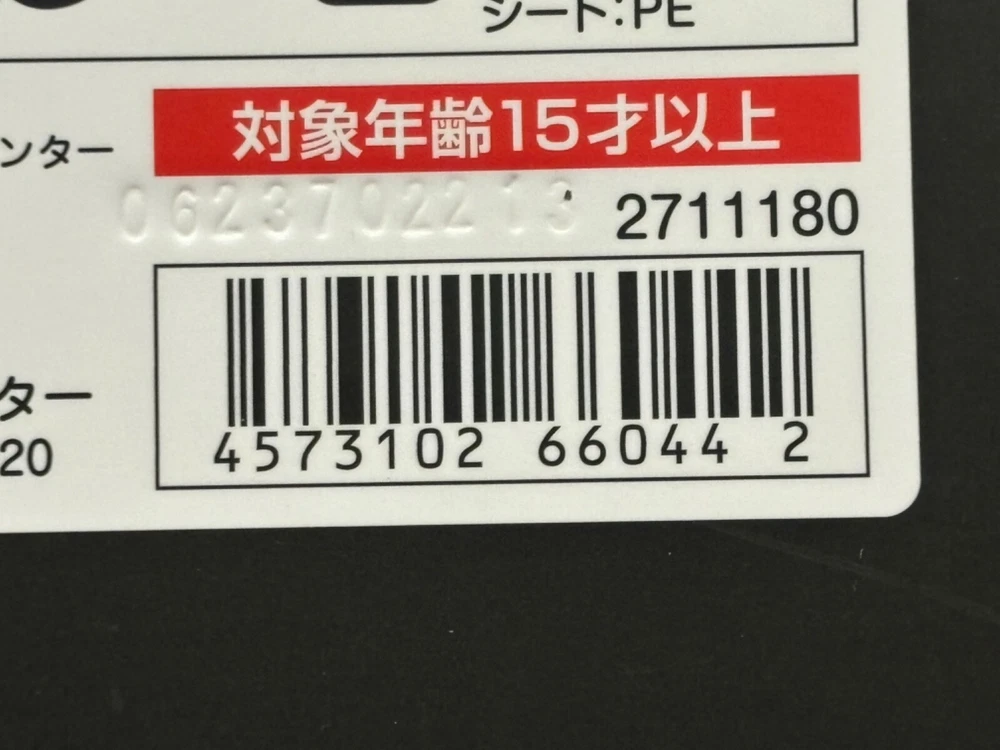 シート:PE
対象年齢15才以上
ンター
0623702213
2711180
ター
20
4573102 66044 2